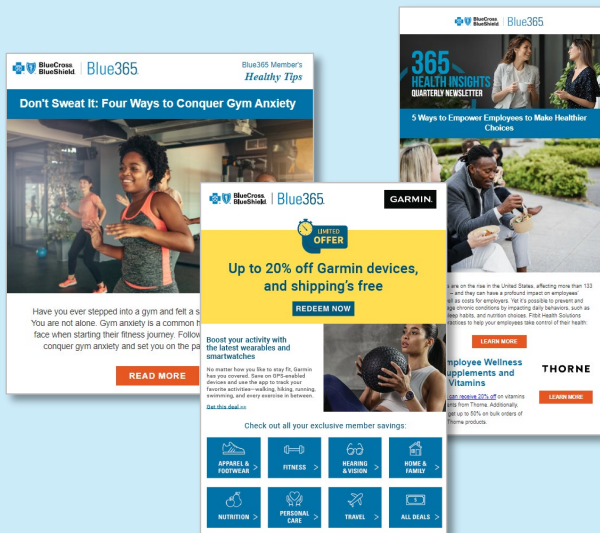 BlueCross
BlueShield
Blue365
Blue365 Member's
Healthy Tips
Don't Sweat It: Four Ways to Conquer Gym Anxiety
Have you ever stepped into a gym and felt a s
You are not alone. Gym anxiety is a common h
face when starting their fitness journey. Follow
conquer gym anxiety and set you on the pa
READ MORE
BlueCross
BlueShield
Blue365
GARMIN
LIMITED
OFFER
Up to 20% off Garmin devices,
and shipping's free
REDEEM NOW
Boost your activity with
the latest wearables and
smartwatches
No matter how you like to stay fit, Garmin
has you covered. Save on GPS-enabled
devices and use the app to track your
favorite activities—walking, hiking, running,
swimming, and every exercise in between.
Get this deal >>
Check out all your exclusive member savings:
APPAREL &
FOOTWEAR >
FITNESS >
HEARING
& VISION >
HOME &
FAMILY >
NUTRITION >
PERSONAL
CARE >
TRAVEL >
ALL DEALS >
BlueCross
BlueShield
Blue365
365
HEALTH INSIGHTS
QUARTERLY NEWSLETTER
5 Ways to Empower Employees to Make Healthier
Choices
are on the rise in the United States, affecting more than 133
– and they can have a profound impact on employees'
ell as costs for employers. Yet it's possible to prevent and
age chronic conditions by impacting daily behaviors, such as
eep habits, and nutrition choices. Fitbit Health Solutions
ractices to help your employees take control of their health:
LEARN MORE
mployee Wellness
upplements and
Vitamins
can receive 20% off on vitamins
nts from Thorne. Additionally,
get up to 50% on bulk orders of
Thorne products.
THORNE
LEARN MORE